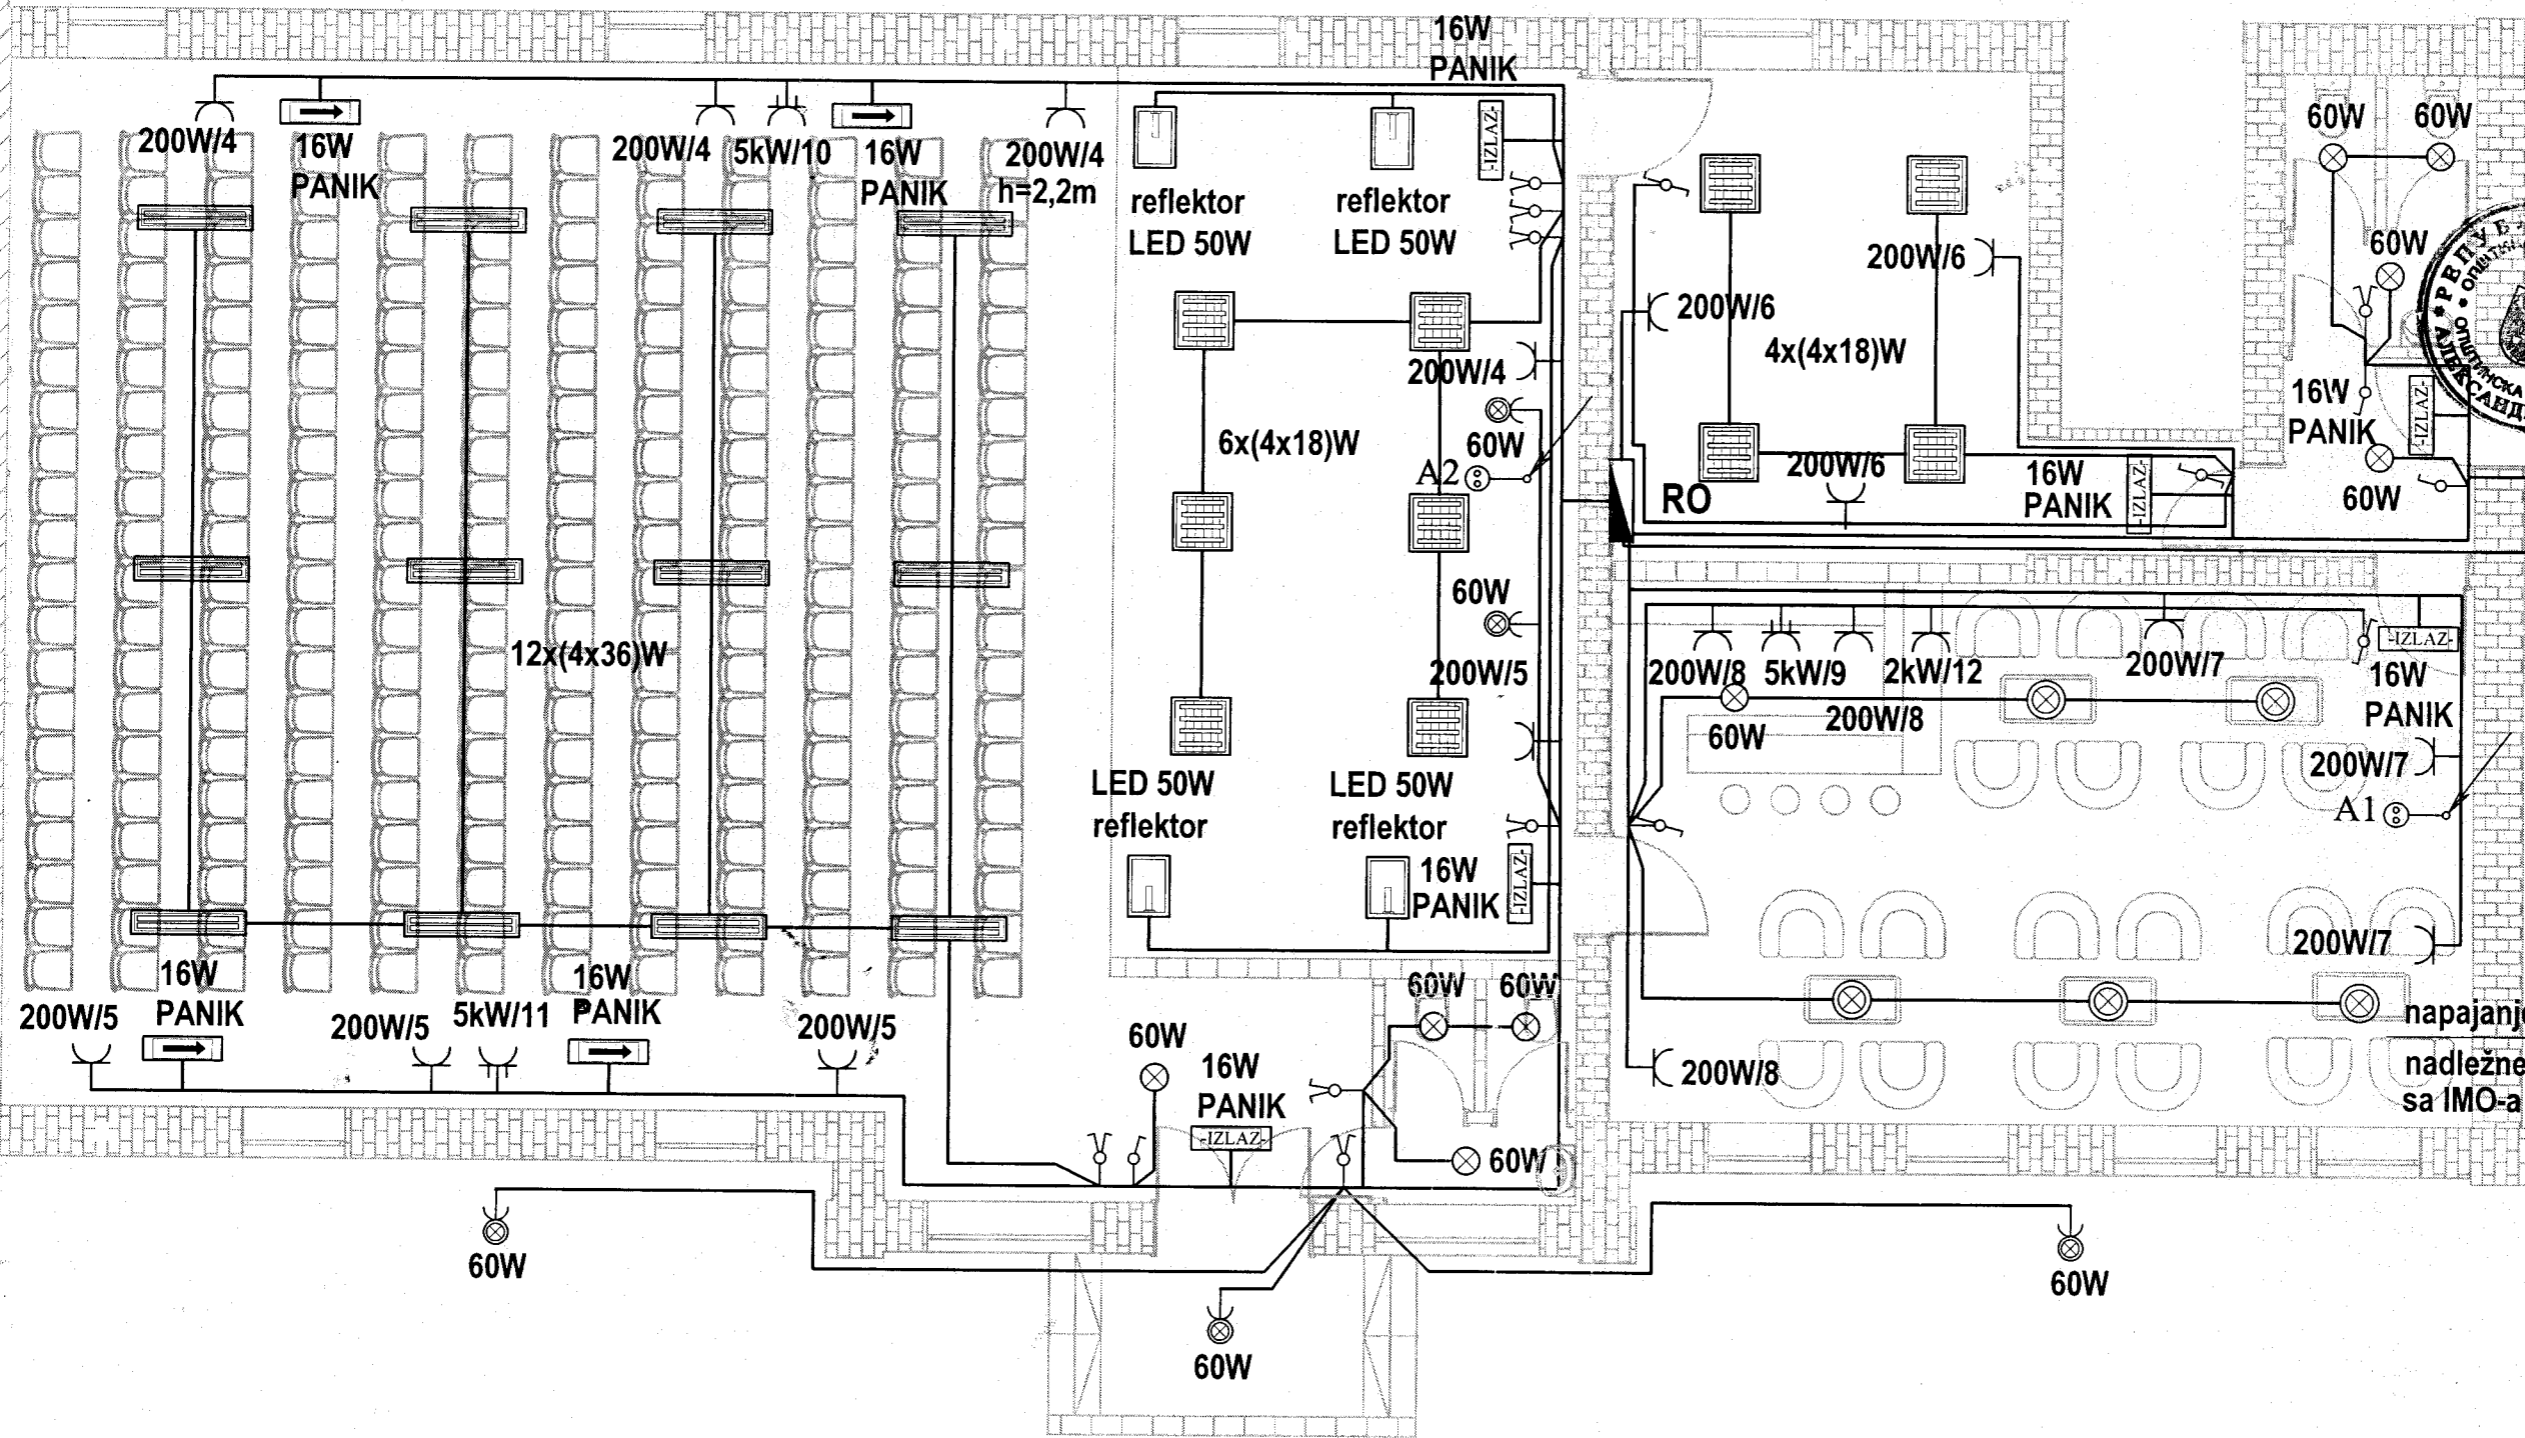 16W
PANIK
200W/4
16W
PANIK
200W/4
5kW/10
16W
PANIK
200W/4
h=2,2m
reflektor
LED 50W
reflektor
LED 50W
-IZLAZ-
60W
60W
200W/6
60W
200W/6
4x(4x18)W
200W/4
60W
6x(4x18)W
A2
16W
PANIK
-IZLAZ-
60W
200W/6
RO
16W
PANIK
-IZLAZ-
РЕПУБ
АЛЕКСАНД
60W
12x(4x36)W
200W/5
200W/8
5kW/9
2kW/12
200W/7
-IZLAZ-
16W
PANIK
60W
200W/8
200W/7
A1
LED 50W
reflektor
LED 50W
reflektor
16W
PANIK
-IZLAZ-
200W/7
16W
PANIK
16W
PANIK
200W/5
200W/5
5kW/11
200W/5
60W
60W
60W
16W
PANIK
-IZLAZ-
60W
200W/8
napajanj
nadležne
sa IMO-a
60W
60W
60W